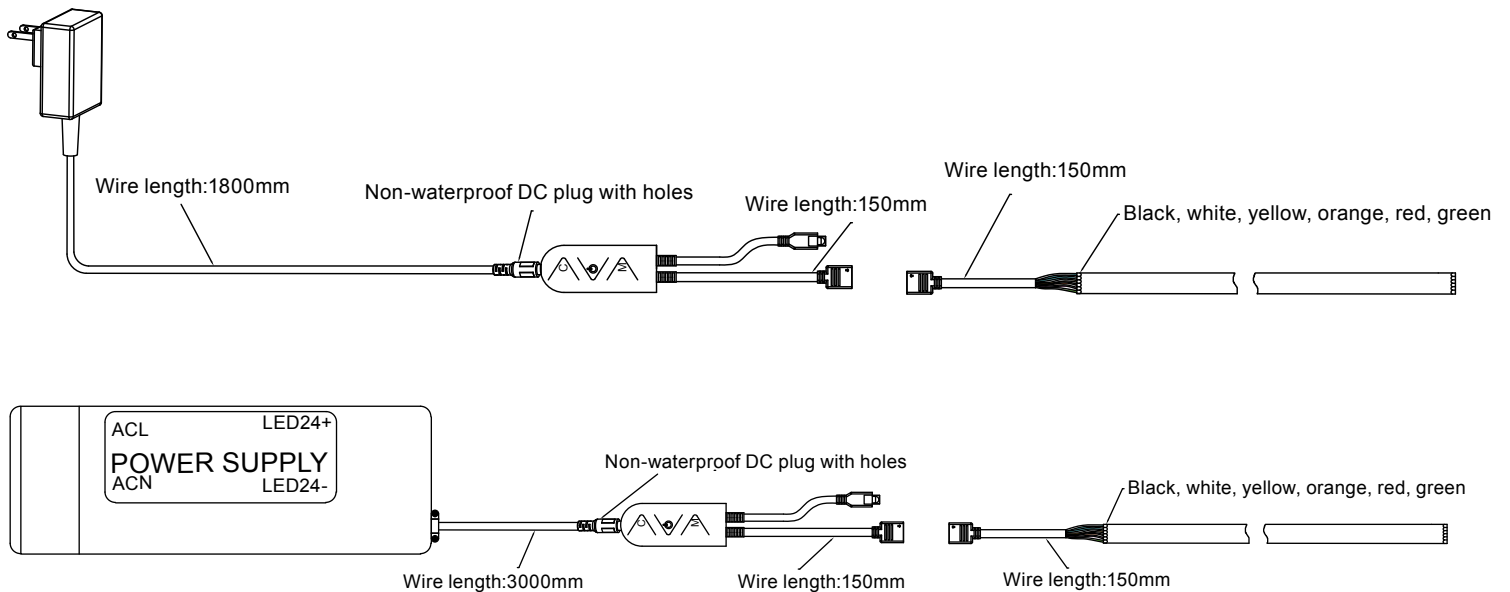 Wire length:1800mm
Non-waterproof DC plug with holes
Wire length:150mm
Wire length:150mm
Black, white, yellow, orange, red, green
C
M
ACL
LED24+
POWER SUPPLY
ACN
LED24-
Non-waterproof DC plug with holes
Black, white, yellow, orange, red, green
C
M
Wire length:3000mm
Wire length:150mm
Wire length:150mm